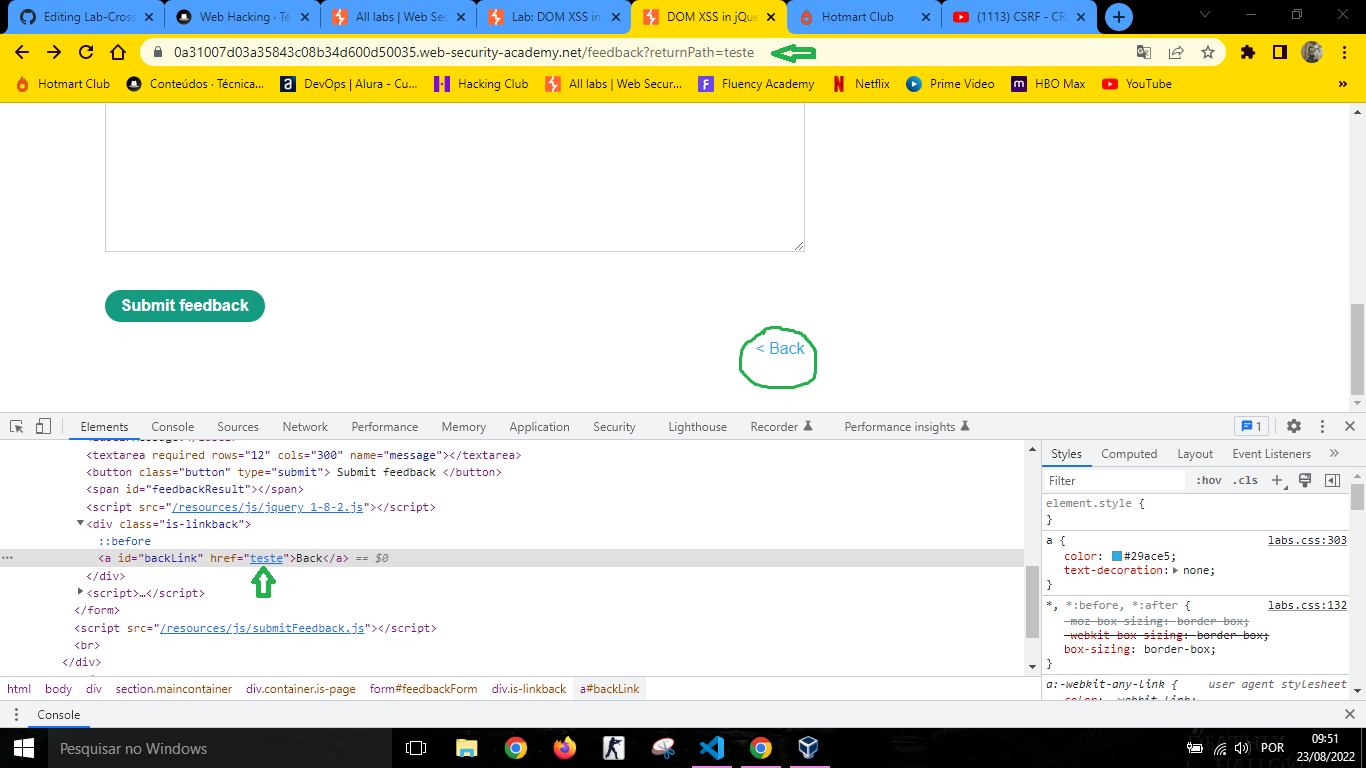 Editing Lab-Cross
Web Hacking · Té
All labs | Web Sec
Lab: DOM XSS in
DOM XSS in jQue
Hotmart Club
(1113) CSRF - CR
0a31007d03a35843c08b34d600d50035.web-security-academy.net/feedback?returnPath=teste
Hotmart Club
Conteúdos · Técnica...
a
DevOps | Alura - Cu...
Hacking Club
All labs | Web Secur...
F
Fluency Academy
N
Netflix
Prime Video
m
HBO Max
YouTube
»
Submit feedback
< Back
Elements
Console
Sources
Network
Performance
Memory
Application
Security
Lighthouse
Recorder
Performance insights
1
<textarea required rows="12" cols="300" name="message"></textarea>
<button class="button" type="submit"> Submit feedback </button>
<span id="feedbackResult"></span>
<script src="/resources/js/jquery_1-8-2.js"></script>
<div class="is-linkback">
::before
<a id="backLink" href="teste">Back</a> == $0
</div>
<script>…</script>
</form>
<script src="/resources/js/submitFeedback.js"></script>
<br>
</div>
html body div section.maincontainer div.container.is-page form#feedbackForm div.is-linkback a#backLink
Styles
Computed
Layout
Event Listeners
»
Filter
:hov .cls
element.style {
}
a { labs.css:303
color: #29ace5;
text-decoration: none;
}
*, *:before, *:after { labs.css:132
-moz-box-sizing: border-box;
-webkit-box-sizing: border-box;
box-sizing: border-box;
}
a:-webkit-any-link { user agent stylesheet
color: -webkit-link;
Console
Pesquisar no Windows
POR
09:51
23/08/2022